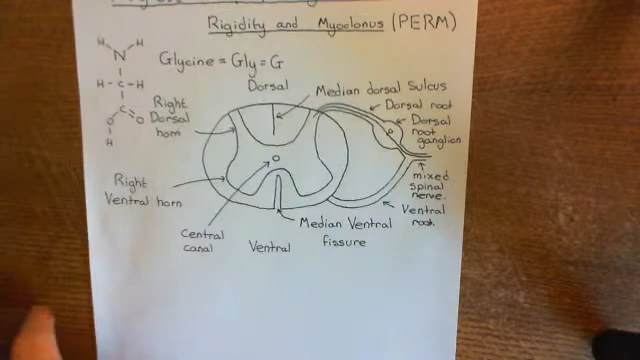 Rigidity and Myoclonus (PERM)
Glycine = Gly = G
H H
N
H - C - H
C
O O
H
Dorsal
Median dorsal Sulcus
Dorsal root
Dorsal
root
ganglion
Right
Dorsal
horn
Right
Ventral horn
mixed
spinal
nerve.
Ventral
root.
Central
canal
Ventral
Median Ventral
fissure